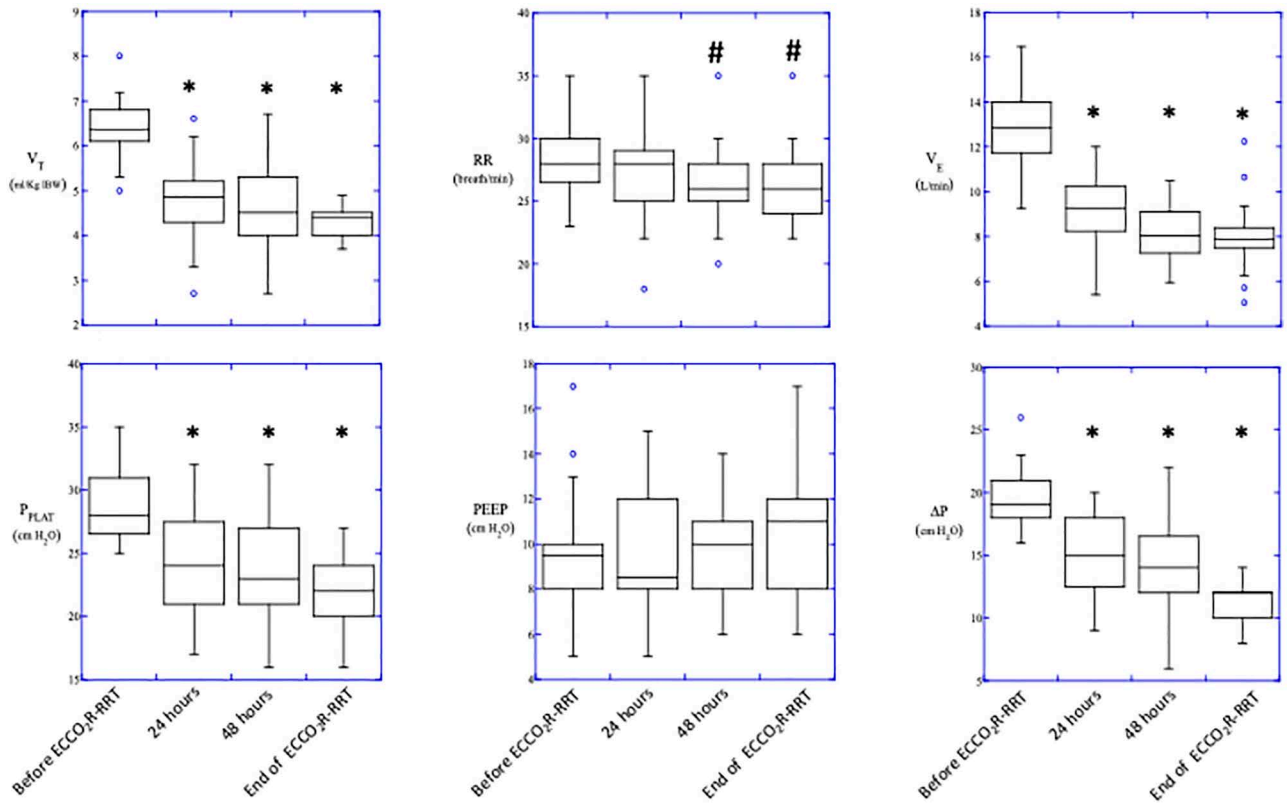 9
8
7
6
5
4
3
2
V_T
(ml/Kg IBW)
* * *
40
35
30
25
20
15
RR
(breath/min)
# #
18
16
14
12
10
8
6
4
V_E
(L/min)
* * *
40
35
30
25
20
15
P_PLAT
(cm H₂O)
* * *
18
16
14
12
10
8
6
4
PEEP
(cm H₂O)
30
25
20
15
10
5
ΔP
(cm H₂O)
* * *
Before ECCO₂R-RRT
24 hours
48 hours
End of ECCO₂R-RRT
Before ECCO₂R-RRT
24 hours
48 hours
End of ECCO₂R-RRT
Before ECCO₂R-RRT
24 hours
48 hours
End of ECCO₂R-RRT